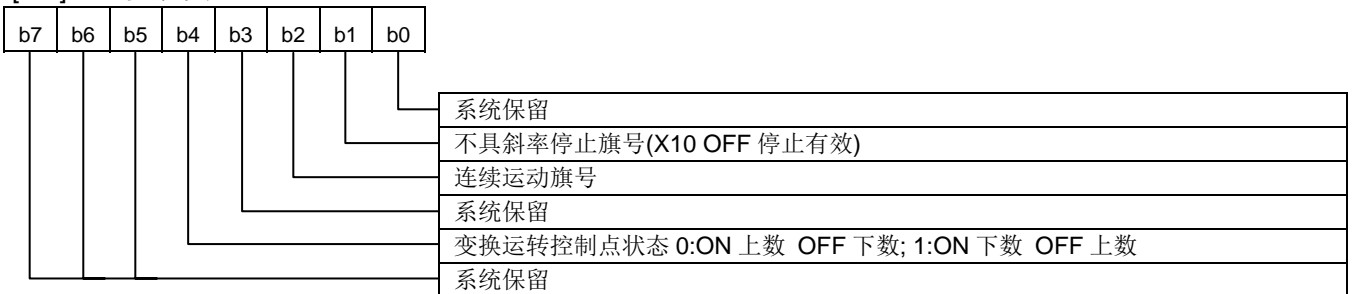 b7 b6 b5 b4 b3 b2 b1 b0
系统保留
不具斜率停止旗号(X10 OFF 停止有效)
连续运动旗号
系统保留
变换运转控制点状态 0:ON 上数 OFF 下数; 1:ON 下数 OFF 上数
系统保留